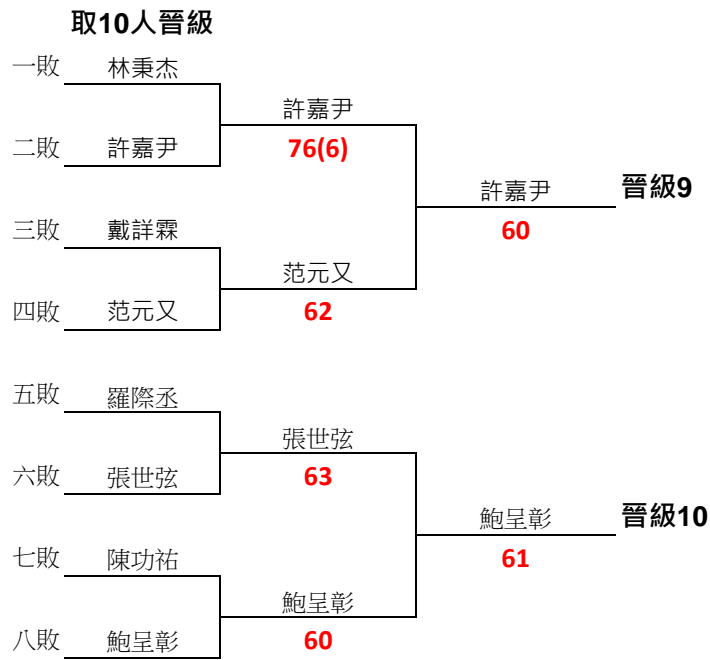 取10人晉級
一敗 林秉杰
許嘉尹
二敗 許嘉尹 76(6)
許嘉尹 晉級9
三敗 戴詳霖 60
范元又
四敗 范元又 62
五敗 羅際丞
張世弦
六敗 張世弦 63
鮑呈彰 晉級10
七敗 陳功祐 61
鮑呈彰
八敗 鮑呈彰 60